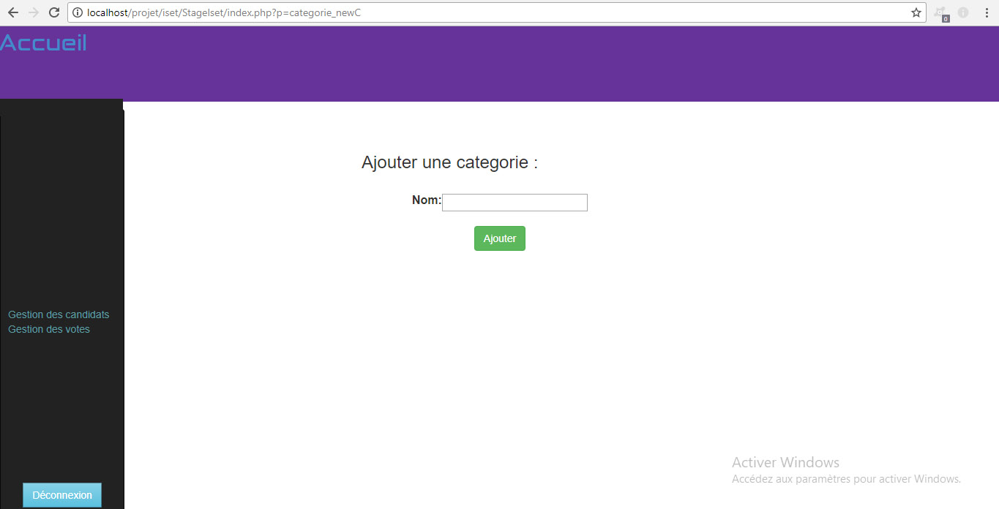 localhost/projet/iset/StageIset/index.php?p=categorie_newC
0
Accueil
Ajouter une categorie :
Nom:
Ajouter
Gestion des candidats
Gestion des votes
Déconnexion
Activer Windows
Accédez aux paramètres pour activer Windows.